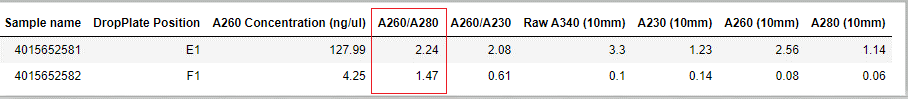 Sample name DropPlate Position A260 Concentration (ng/ul) A260/A280 A260/A230 Raw A340 (10mm) A230 (10mm) A260 (10mm) A280 (10mm)
4015652581 E1 127.99 2.24 2.08 3.3 1.23 2.56 1.14
4015652582 F1 4.25 1.47 0.61 0.1 0.14 0.08 0.06